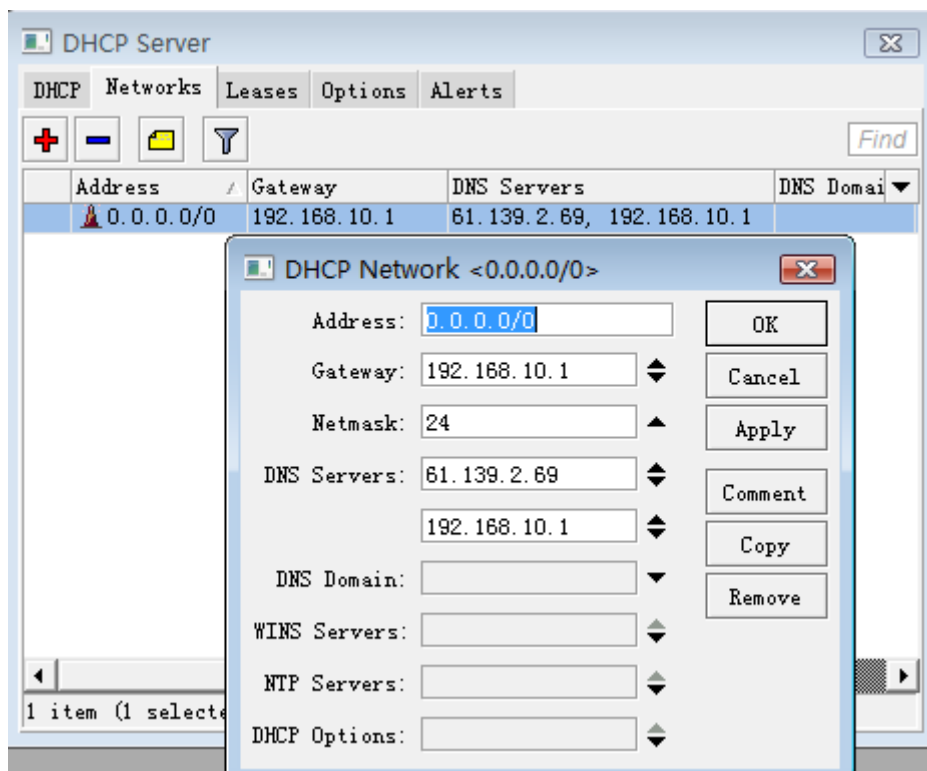 DHCP Server
DHCP Networks Leases Options Alerts
Find
Address Gateway DNS Servers DNS Domai
0.0.0.0/0 192.168.10.1 61.139.2.69, 192.168.10.1
DHCP Network <0.0.0.0/0>
Address: 0.0.0.0/0 OK
Gateway: 192.168.10.1 Cancel
Netmask: 24 Apply
DNS Servers: 61.139.2.69 Comment
192.168.10.1 Copy
DNS Domain: Remove
WINS Servers:
NTP Servers:
1 item (1 selecte
DHCP Options: